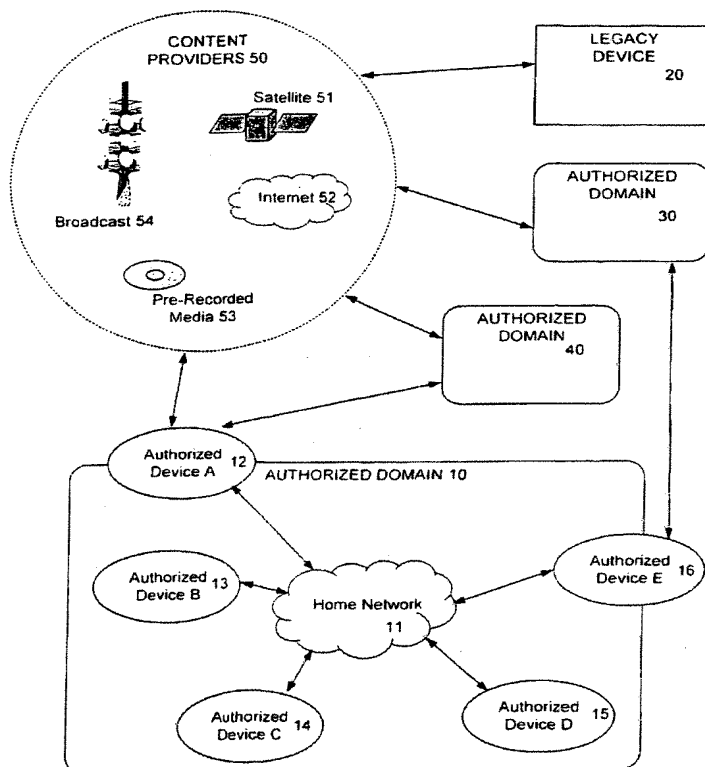 CONTENT
PROVIDERS 50
Satellite 51
Internet 52
Broadcast 54
Pre-Recorded
Media 53
LEGACY
DEVICE
20
AUTHORIZED
DOMAIN
30
AUTHORIZED
DOMAIN
40
Authorized
Device A
12
AUTHORIZED DOMAIN 10
Authorized
Device B
13
Home Network
11
Authorized
Device E
16
Authorized
Device C
14
Authorized
Device D
15